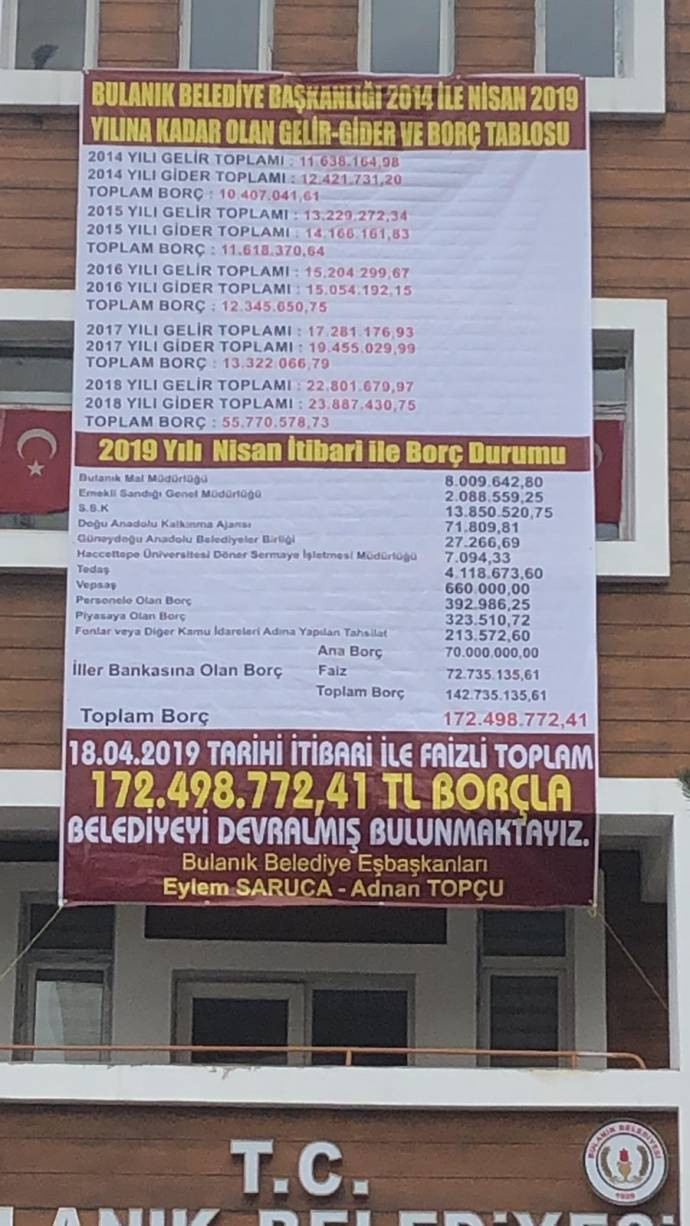 BULANIK BELEDİYE BAŞKANLIĞI 2014 İLE NİSAN 2019
YILINA KADAR OLAN GELİR-GİDER VE BORÇ TABLOSU
2014 YILI GELİR TOPLAMI : 11.638.164,98
2014 YILI GİDER TOPLAMI : 12.421.731,20
TOPLAM BORÇ : 10.407.041,61
2015 YILI GELİR TOPLAMI : 13.229.272,34
2015 YILI GİDER TOPLAMI : 14.166.161,83
TOPLAM BORÇ : 11.618.370,64
2016 YILI GELİR TOPLAMI : 15.204.299,67
2016 YILI GİDER TOPLAMI : 15.054.192,15
TOPLAM BORÇ : 12.345.650,75
2017 YILI GELİR TOPLAMI : 17.281.176,93
2017 YILI GİDER TOPLAMI : 19.455.029,99
TOPLAM BORÇ : 13.322.066,79
2018 YILI GELİR TOPLAMI : 22.801.679,97
2018 YILI GİDER TOPLAMI : 23.887.430,75
TOPLAM BORÇ : 55.770.578,73
2019 Yılı Nisan İtibari ile Borç Durumu
Bulanık Mal Müdürlüğü 8.009.642,80
Emekli Sandığı Genel Müdürlüğü 2.088.559,25
S.S.K 13.850.520,75
Doğu Anadolu Kalkınma Ajansı 71.809,81
Güneydoğu Anadolu Belediyeler Birliği 27.266,69
Haccettepe Üniversitesi Döner Sermaye İşletmesi Müdürlüğü 7.094,33
Tedaş 4.118.673,60
Vepsaş 660.000,00
Personele Olan Borç 392.986,25
Piyasaya Olan Borç 323.510,72
Fonlar veya Diğer Kamu İdareleri Adına Yapılan Tahsilat 213.572,60
Ana Borç 70.000.000,00
İller Bankasına Olan Borç Faiz 72.735.135,61
Toplam Borç 142.735.135,61
Toplam Borç 172.498.772,41
18.04.2019 TARİHİ İTİBARİ İLE FAİZLİ TOPLAM
172.498.772,41 TL BORÇLA
BELEDİYEYİ DEVRALMIŞ BULUNMAKTAYIZ.
Bulanık Belediye Eşbaşkanları
Eylem SARUCA - Adnan TOPÇU
BULANIK BELEDİYESİ
1929
T.C.
ULANIK BELEDİYESİ